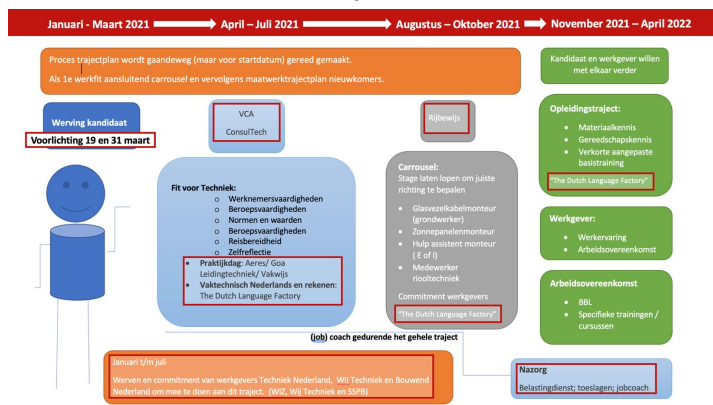 Januari - Maart 2021
April – Juli 2021
Augustus – Oktober 2021
November 2021 – April 2022
Proces trajectplan wordt gaandeweg (maar voor startdatum) gereed gemaakt.
Als 1e werkfit aansluitend carrousel en vervolgens maatwerktrajectplan nieuwkomers.
Kandidaat en werkgever willen
met elkaar verder
Werving kandidaat
Voorlichting 19 en 31 maart
VCA
ConsulTech
Rijbewijs
Fit voor Techniek:
o Werknemersvaardigheden
o Beroepsvaardigheden
o Normen en waarden
o Beroepsvaardigheden
o Reisbereidheid
o Zelfreflectie
• Praktijkdag: Aeres/ Goa
Leidingtechniek/ Vakwijs
• Vaktechnisch Nederlands en rekenen:
The Dutch Language Factory
Carrousel:
Stage laten lopen om juiste
richting te bepalen
• Glasvezelkabelmonteur
(grondwerker)
• Zonnepanelenmonteur
• Hulp assistent monteur
( E of I)
• Medewerker
riooltechniek
Commitment werkgevers
"The Dutch Language Factory"
Opleidingstraject:
• Materiaalkennis
• Gereedschapskennis
• Verkorte aangepaste
basistraining
"The Dutch Language Factory"
Werkgever:
• Werkervaring
• Arbeidsovereenkomst
Arbeidsovereenkomst
• BBL
• Specifieke trainingen /
cursussen
(job) coach gedurende het gehele traject
Januari t/m juli
Werven en commitment van werkgevers Techniek Nederland, Wij Techniek en Bouwend
Nederland om mee te doen aan dit traject. (WIZ, Wij Techniek en SSPB)
Nazorg
Belastingdienst; toeslagen; jobcoach